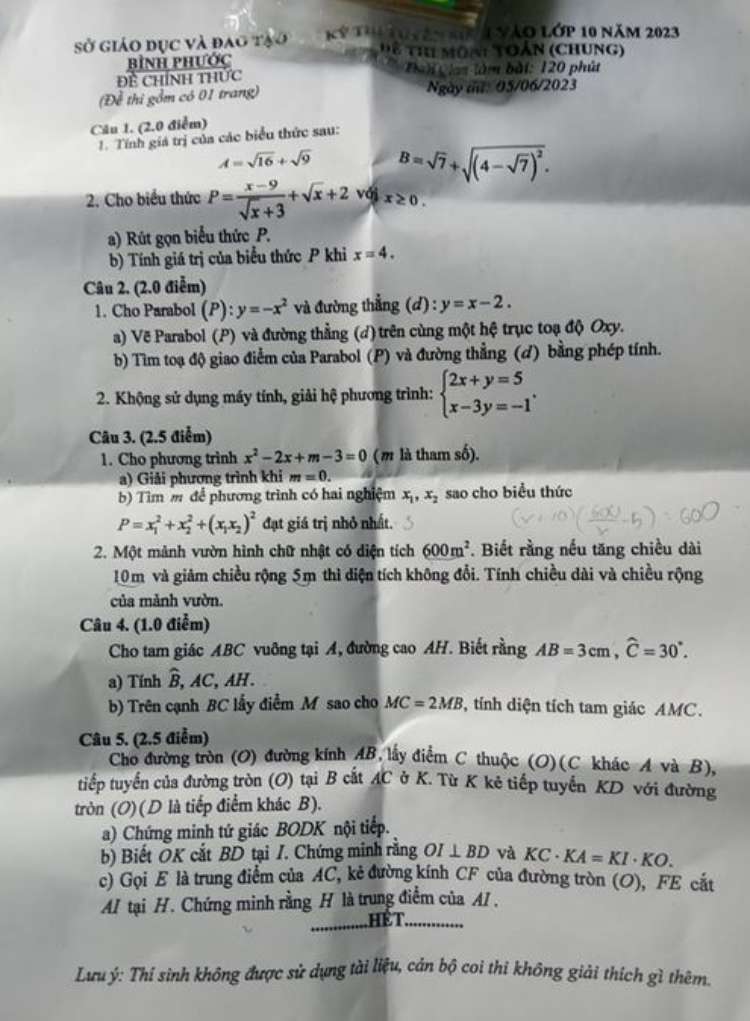 SỞ GIÁO DỤC VÀ ĐÀO TẠO
BÌNH PHƯỚC
ĐỀ CHÍNH THỨC
(Đề thi gồm có 01 trang)
KỲ THI TUYỂN SINH VÀO LỚP 10 NĂM 2023
ĐỀ THI MÔN: TOÁN (CHUNG)
Thời gian làm bài: 120 phút
Ngày thi: 05/06/2023
Câu 1. (2.0 điểm)
1. Tính giá trị của các biểu thức sau:
A = √16 + √9    B = √7 + √((4 − √7)²).
2. Cho biểu thức P = (x − 9)/(√x + 3) + √x + 2 với x ≥ 0.
a) Rút gọn biểu thức P.
b) Tính giá trị của biểu thức P khi x = 4.
Câu 2. (2.0 điểm)
1. Cho Parabol (P): y = −x² và đường thẳng (d): y = x − 2.
a) Vẽ Parabol (P) và đường thẳng (d) trên cùng một hệ trục toạ độ Oxy.
b) Tìm toạ độ giao điểm của Parabol (P) và đường thẳng (d) bằng phép tính.
2. Không sử dụng máy tính, giải hệ phương trình: { 2x + y = 5
x − 3y = −1 .
Câu 3. (2.5 điểm)
1. Cho phương trình x² − 2x + m − 3 = 0 (m là tham số).
a) Giải phương trình khi m = 0.
b) Tìm m để phương trình có hai nghiệm x₁, x₂ sao cho biểu thức
P = x₁² + x₂² + (x₁x₂)² đạt giá trị nhỏ nhất.
(x+10)(600/x - 5) = 600
2. Một mảnh vườn hình chữ nhật có diện tích 600m². Biết rằng nếu tăng chiều dài
10m và giảm chiều rộng 5m thì diện tích không đổi. Tính chiều dài và chiều rộng
của mảnh vườn.
Câu 4. (1.0 điểm)
Cho tam giác ABC vuông tại A, đường cao AH. Biết rằng AB = 3cm, Ĉ = 30°.
a) Tính B̂, AC, AH.
b) Trên cạnh BC lấy điểm M sao cho MC = 2MB, tính diện tích tam giác AMC.
Câu 5. (2.5 điểm)
Cho đường tròn (O) đường kính AB, lấy điểm C thuộc (O)(C khác A và B),
tiếp tuyến của đường tròn (O) tại B cắt AC ở K. Từ K kẻ tiếp tuyến KD với đường
tròn (O)(D là tiếp điểm khác B).
a) Chứng minh tứ giác BODK nội tiếp.
b) Biết OK cắt BD tại I. Chứng minh rằng OI ⊥ BD và KC · KA = KI · KO.
c) Gọi E là trung điểm của AC, kẻ đường kính CF của đường tròn (O), FE cắt
AI tại H. Chứng minh rằng H là trung điểm của AI.
.............HẾT.............
Lưu ý: Thí sinh không được sử dụng tài liệu, cán bộ coi thi không giải thích gì thêm.